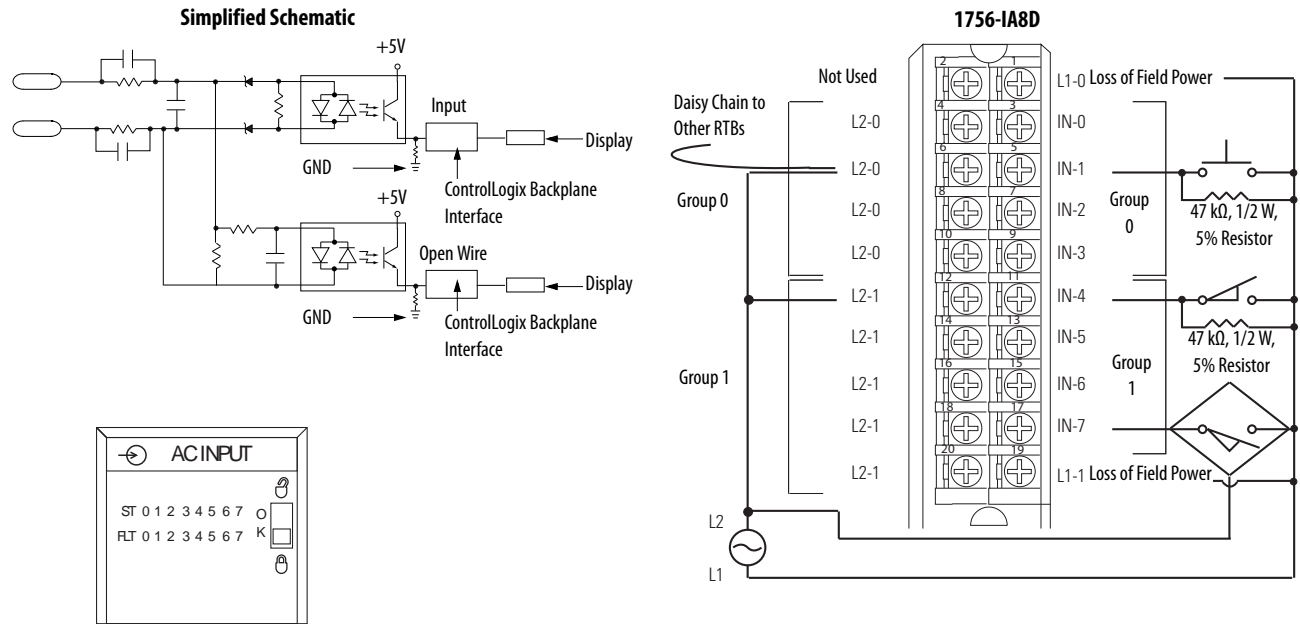 Simplified Schematic
+5V
Input
Display
GND
ControlLogix Backplane
Interface
+5V
Open Wire
Display
GND
ControlLogix Backplane
Interface
AC INPUT
ST 0 1 2 3 4 5 6 7
FLT 0 1 2 3 4 5 6 7
O
K
1756-IA8D
Not Used
2
1
L1-0 Loss of Field Power
Daisy Chain to
Other RTBs
L2-0
4
3
IN-0
L2-0
6
5
IN-1
Group 0
L2-0
8
7
IN-2
Group
0
47 kΩ, 1/2 W,
5% Resistor
L2-0
10
9
IN-3
L2-1
12
11
IN-4
L2-1
14
13
IN-5
47 kΩ, 1/2 W,
5% Resistor
Group 1
L2-1
16
15
IN-6
Group
1
L2-1
18
17
IN-7
L2-1
20
19
L1-1 Loss of Field Power
L2
L1